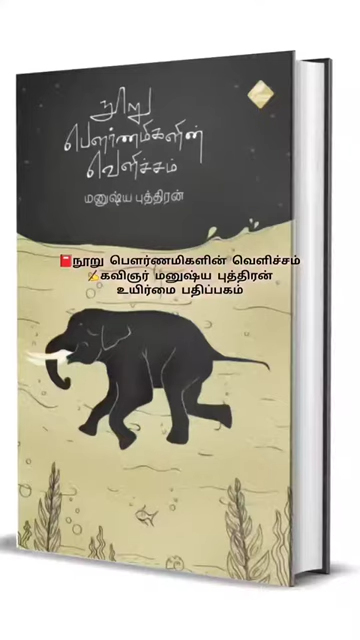 நூறு
பௌர்ணமிகளின்
வெளிச்சம்
மனுஷ்ய புத்திரன்
📕நூறு பௌர்ணமிகளின் வெளிச்சம்
✍️கவிஞர் மனுஷ்ய புத்திரன்
உயிர்மை பதிப்பகம்